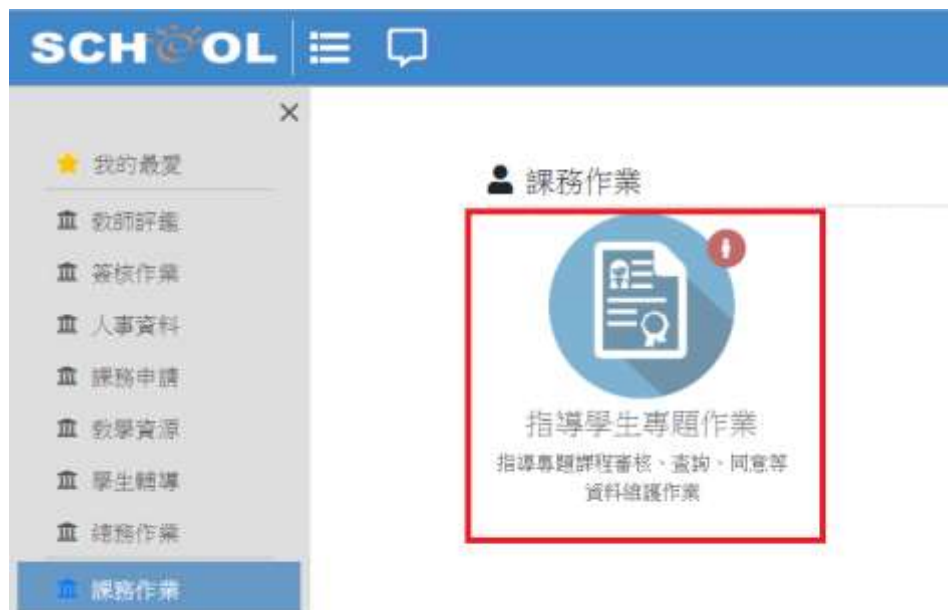 SCHOOL
我的最愛
教師評鑑
簽核作業
人事資料
課務申請
教學資源
學生輔導
總務作業
課務作業
課務作業
指導學生專題作業
指導專題課程審核、查詢、同意等
資料維護作業